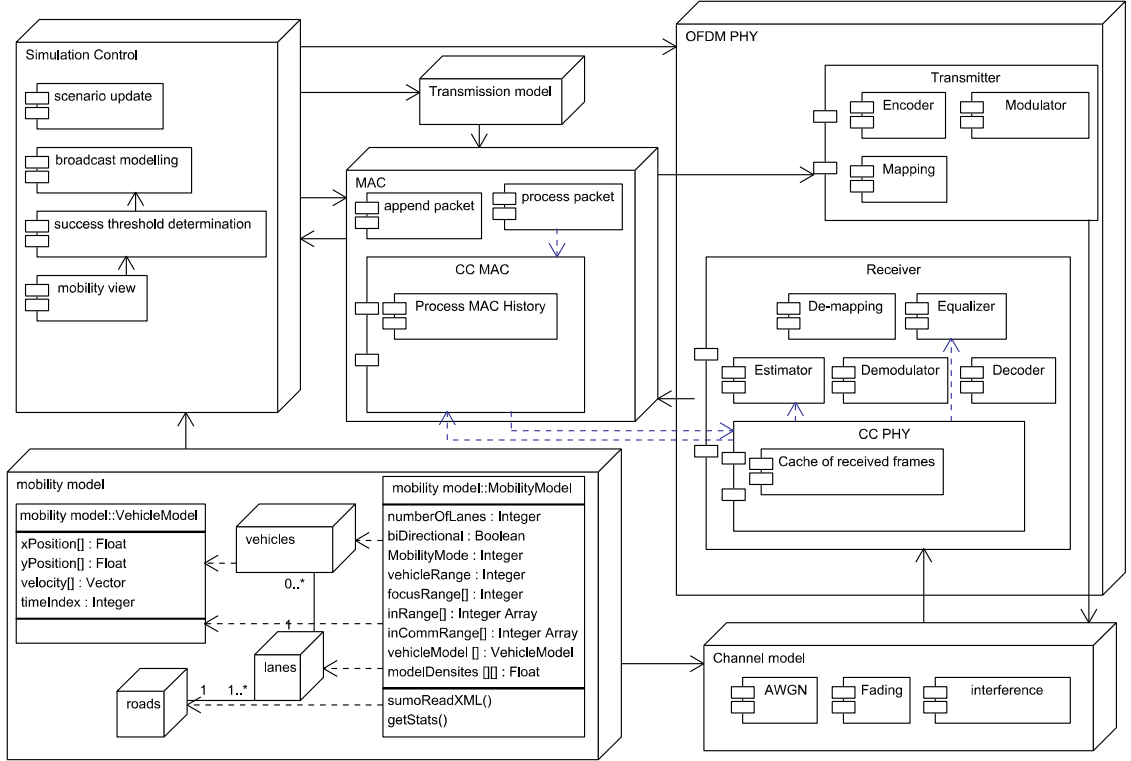 Simulation Control
scenario update
broadcast modelling
success threshold determination
mobility view
Transmission model
MAC
append packet
process packet
CC MAC
Process MAC History
OFDM PHY
Transmitter
Encoder
Modulator
Mapping
Receiver
De-mapping
Equalizer
Estimator
Demodulator
Decoder
CC PHY
Cache of received frames
mobility model
mobility model::VehicleModel
xPosition[] : Float
yPosition[] : Float
velocity[] : Vector
timeIndex : Integer
vehicles
0..*
1
lanes
1
1..*
roads
mobility model::MobilityModel
numberOfLanes : Integer
biDirectional : Boolean
MobilityMode : Integer
vehicleRange : Integer
focusRange[] : Integer
inRange[] : Integer Array
inCommRange[] : Integer Array
vehicleModel [] : VehicleModel
modelDensites [][] : Float
sumoReadXML()
getStats()
Channel model
AWGN
Fading
interference